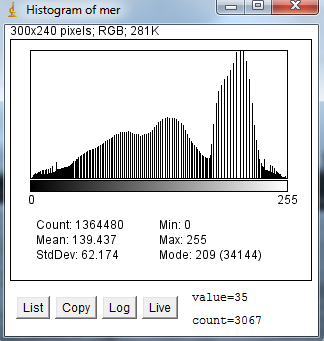 Histogram of mer
300x240 pixels; RGB; 281K
0 255
Count: 1364480 Min: 0
Mean: 139.437 Max: 255
StdDev: 62.174 Mode: 209 (34144)
List Copy Log Live value=35
count=3067